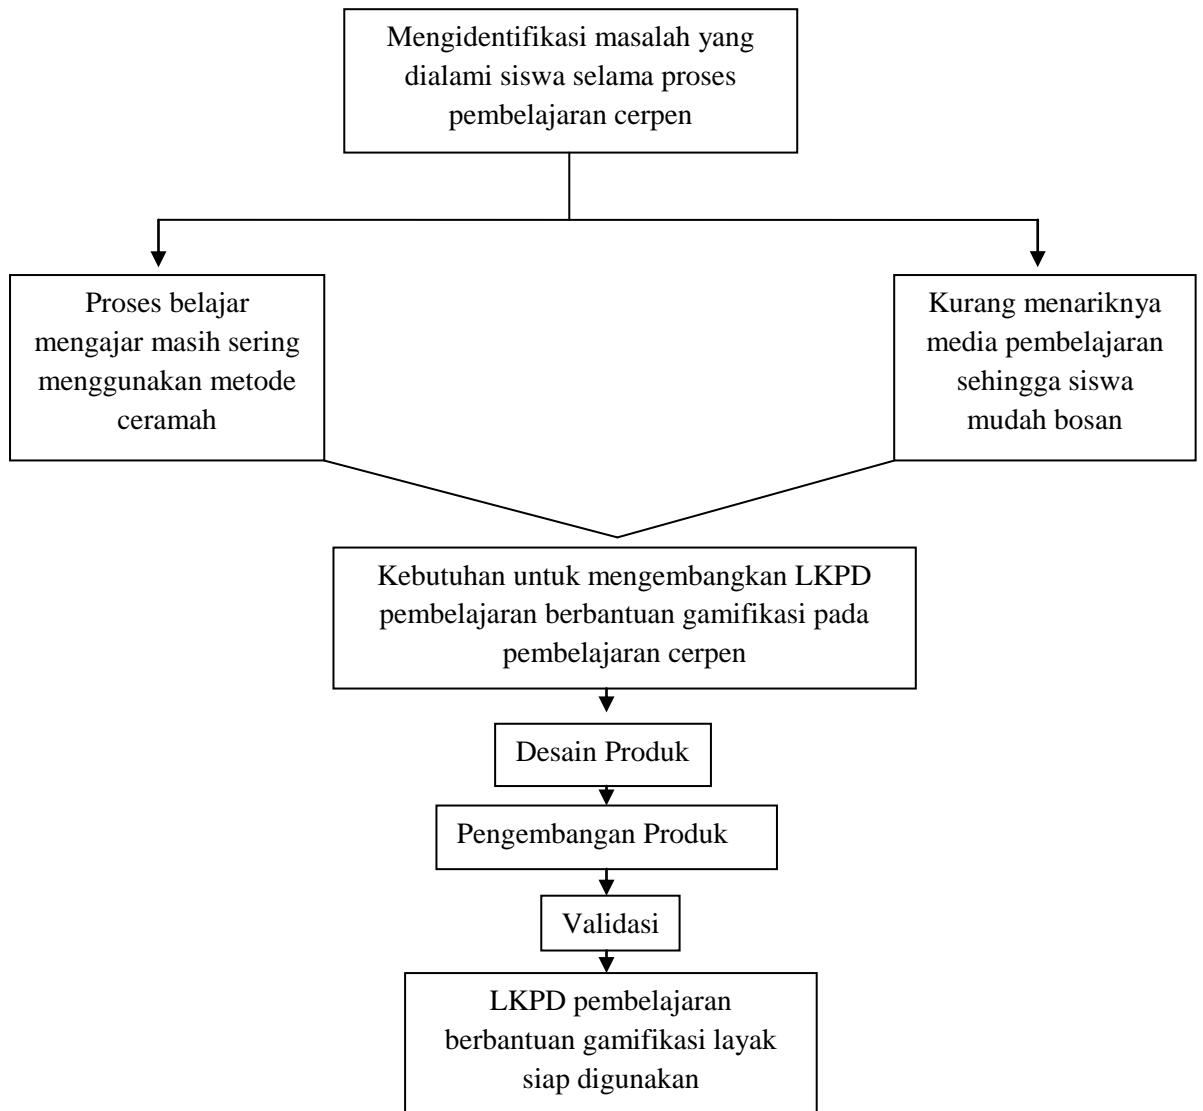 Mengidentifikasi masalah yang
dialami siswa selama proses
pembelajaran cerpen
Proses belajar
mengajar masih sering
menggunakan metode
ceramah
Kurang menariknya
media pembelajaran
sehingga siswa
mudah bosan
Kebutuhan untuk mengembangkan LKPD
pembelajaran berbantuan gamifikasi pada
pembelajaran cerpen
Desain Produk
Pengembangan Produk
Validasi
LKPD pembelajaran
berbantuan gamifikasi layak
siap digunakan